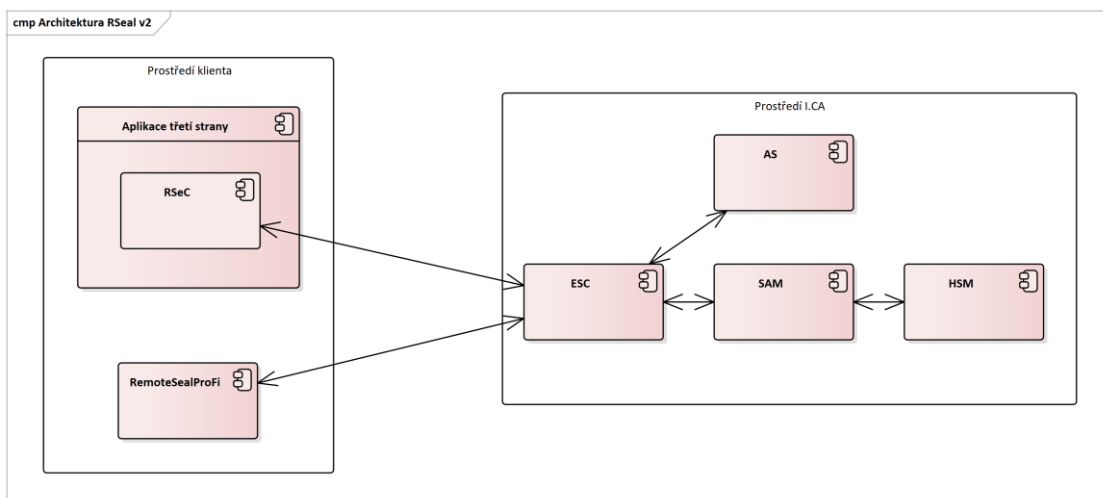 cmp Architektura RSeal v2
Prostředí klienta
Aplikace třetí strany
RSeC
RemoteSealProFi
Prostředí I.CA
AS
ESC
SAM
HSM